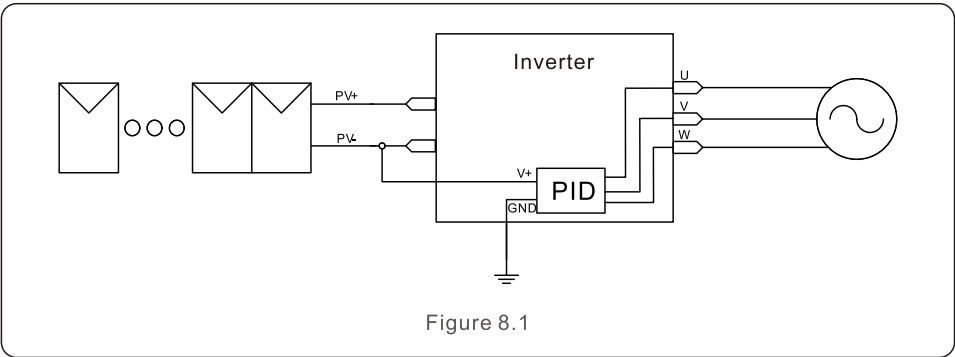 Inverter
PV+
PV-
U
V
W
V+
GND
PID
Figure 8.1